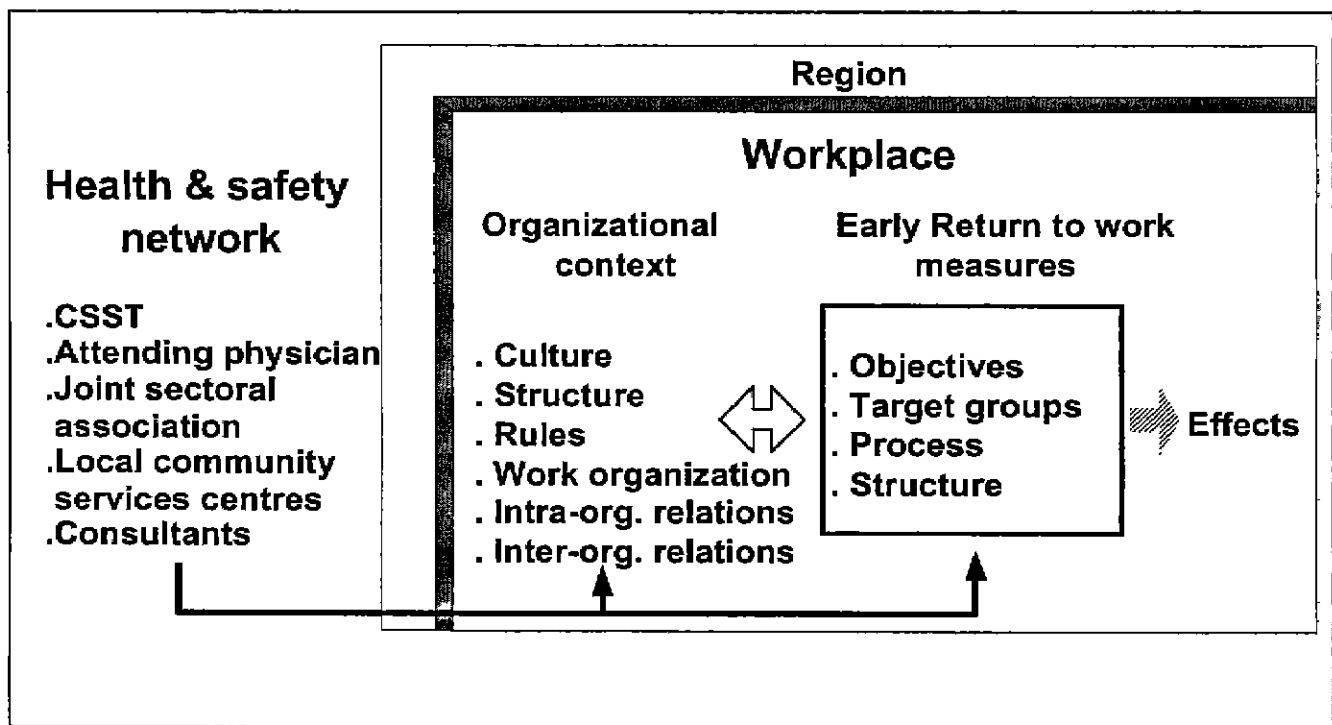 Region
Workplace
Health & safety
network
.CSST
.Attending physician
.Joint sectoral
association
.Local community
services centres
.Consultants
Organizational
context
. Culture
. Structure
. Rules
. Work organization
. Intra-org. relations
. Inter-org. relations
Early Return to work
measures
. Objectives
. Target groups
. Process
. Structure
Effects